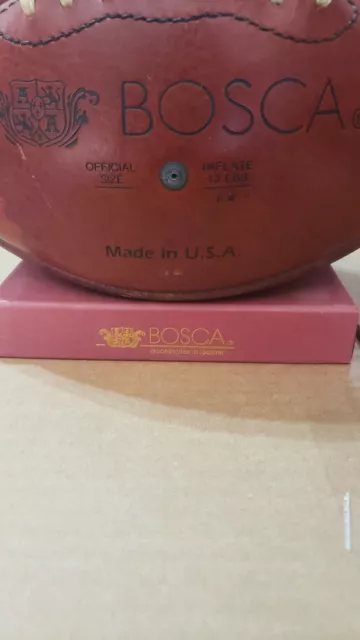 BOSCA
OFFICIAL
SIZE
INFLATE
Made in U.S.A.
BOSCA